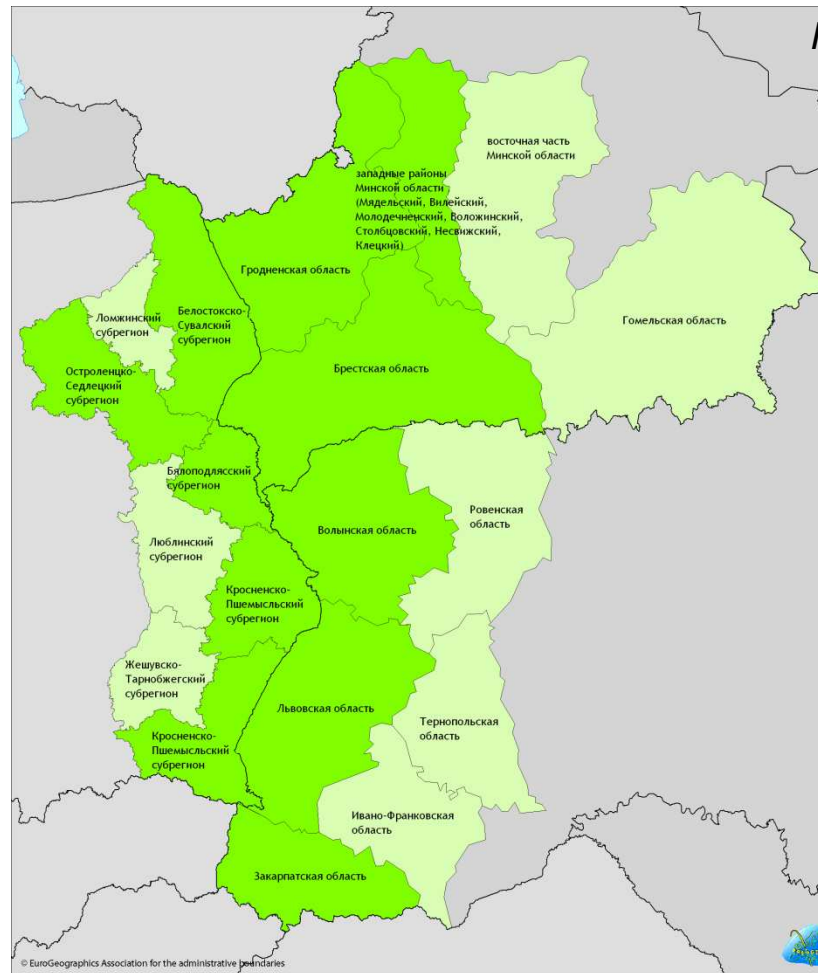 восточная часть
Минской области
западные районы
Минской области
(Мядельский, Вилейский,
Молодечненский, Воложинский,
Столбцовский, Несвижский,
Клецкий)
Гродненская область
Гомельская область
Ломжинский
субрегион
Белостокско-
Сувалский
субрегион
Остроленцко-
Седлецкий
субрегион
Брестская область
Бялоподлясский
субрегион
Волынская область
Ровенская
область
Люблинский
субрегион
Кросненско-
Пшемысльский
субрегион
Жешувско-
Тарнобжегский
субрегион
Львовская область
Тернопольская
область
Кросненско-
Пшемысльский
субрегион
Ивано-Франковская
область
Закарпатская область
© EuroGeographics Association for the administrative boundaries